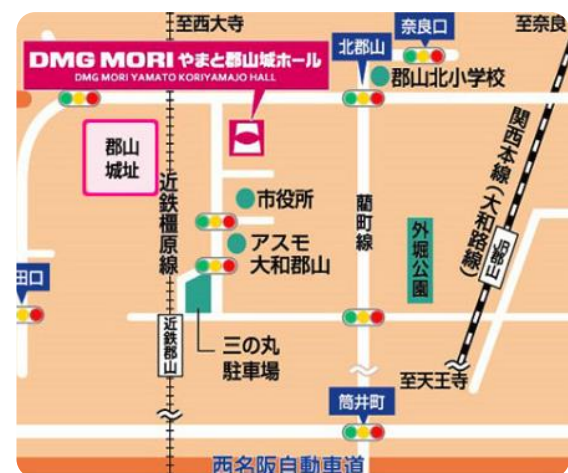 至西大寺
奈良口
至奈良
DMG MORI やまと郡山城ホール
DMG MORI YAMATO KORIYAMAJO HALL
北郡山
郡山北小学校
郡山
城址
近鉄橿原線
市役所
アスモ
大和郡山
藺町線
外堀公園
関西本線(大和路線)
JR郡山
田口
近鉄郡山
三の丸
駐車場
至天王寺
筒井町
西名阪自動車道